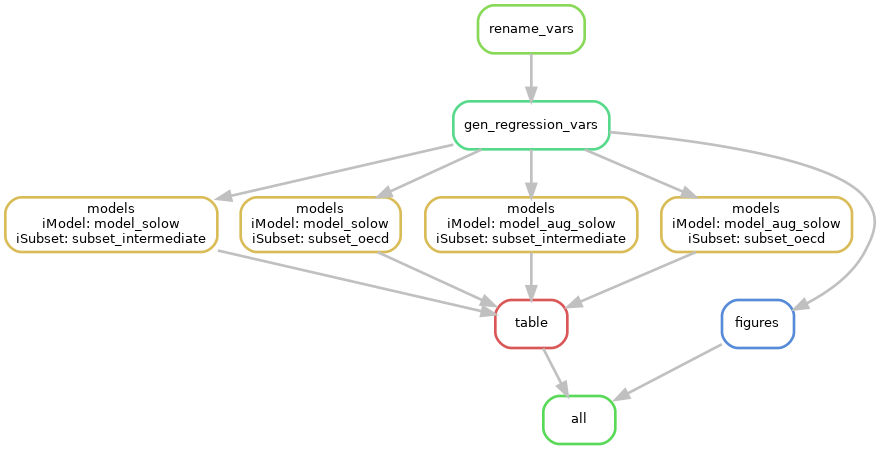 rename_vars
gen_regression_vars
models
iModel: model_solow
iSubset: subset_intermediate
models
iModel: model_solow
iSubset: subset_oecd
models
iModel: model_aug_solow
iSubset: subset_intermediate
models
iModel: model_aug_solow
iSubset: subset_oecd
table
figures
all